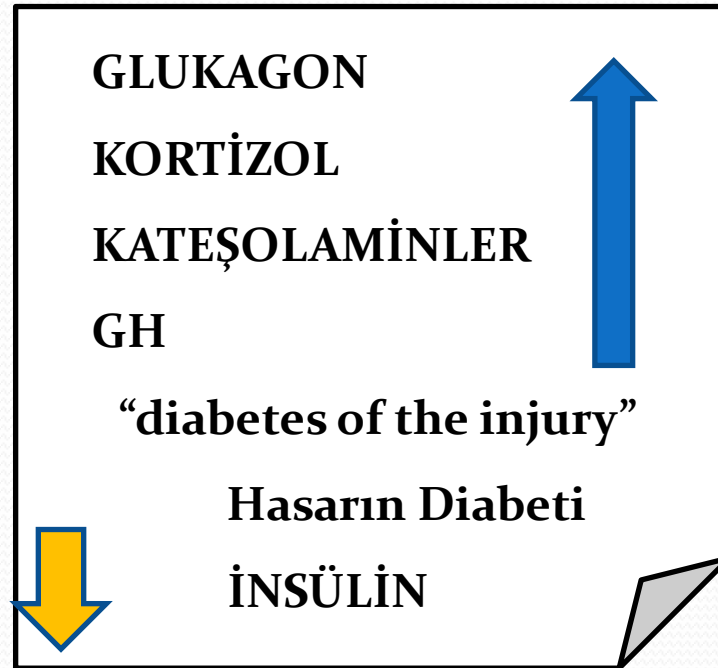 GLUKAGON
KORTİZOL
KATEŞOLAMİNLER
GH
“diabetes of the injury”
Hasarın Diabeti
İNSÜLİN